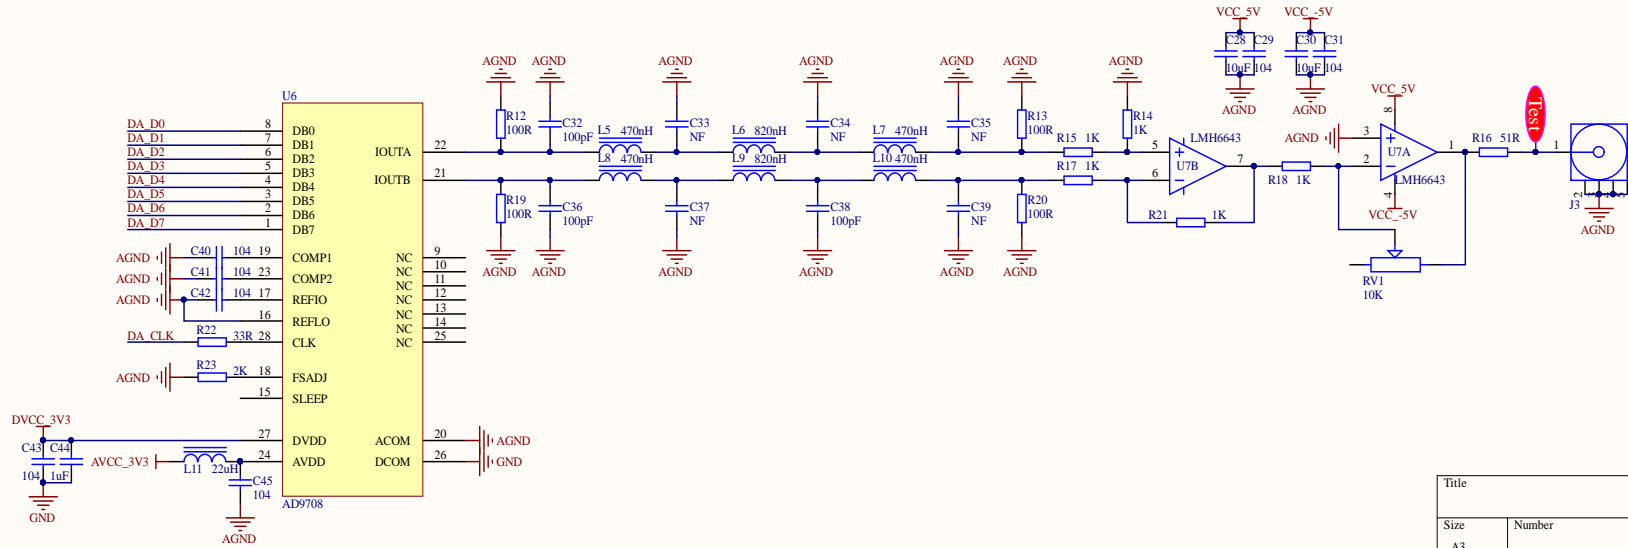 VCC_5V VCC_-5V
C28 C29 C30 C31
10uF 104 10uF 104
AGND AGND
AGND AGND AGND AGND AGND AGND AGND
VCC_5V
U6
R12 100R
C32 100pF
C33 NF
C34 NF
C35 NF
R13 100R
R14 1K
L5 470nH
L6 820nH
L7 470nH
R15 1K
L8 470nH
L9 820nH
L10 470nH
R17 1K
DA_D0 8 DB0
DA_D1 7 DB1
DA_D2 6 DB2
DA_D3 5 DB3
DA_D4 4 DB4
DA_D5 3 DB5
DA_D6 2 DB6
DA_D7 1 DB7
IOUTA 22
IOUTB 21
R19 100R
C36 100pF
C37 NF
C38 100pF
C39 NF
R20 100R
AGND AGND AGND AGND AGND AGND
LMH6643
5 + 7
6 −
U7B
R21 1K
R18 1K
AGND 3 +
2 −
8
4
1
U7A
LMH6643
VCC_-5V
RV1
10K
R16 51R
Test
1
2 3 4 5
J3
AGND
AGND C40 104 19 COMP1
AGND C41 104 23 COMP2
AGND C42 104 17 REFIO
16 REFLO
DA_CLK R22 33R 28 CLK
AGND R23 2K 18 FSADJ
15 SLEEP
NC 9
NC 10
NC 11
NC 12
NC 13
NC 14
NC 25
DVCC_3V3
27 DVDD
ACOM 20 AGND
C43 C44
104 1uF
GND
AVCC_3V3 L11 22uH 24 AVDD
DCOM 26 GND
C45
104
AGND
AD9708
Title
Size Number
A3